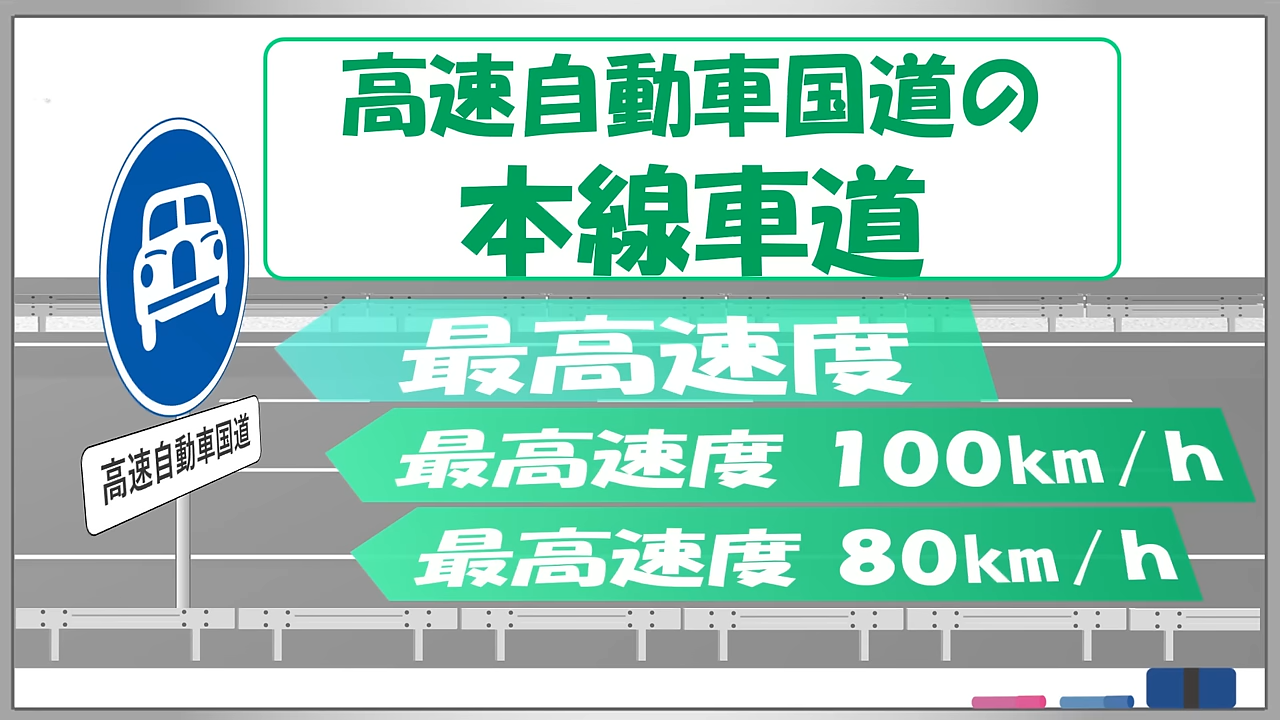 高速自動車国道の
本線車道
最高速度
高速自動車国道
最高速度 100km/h
最高速度 80km/h